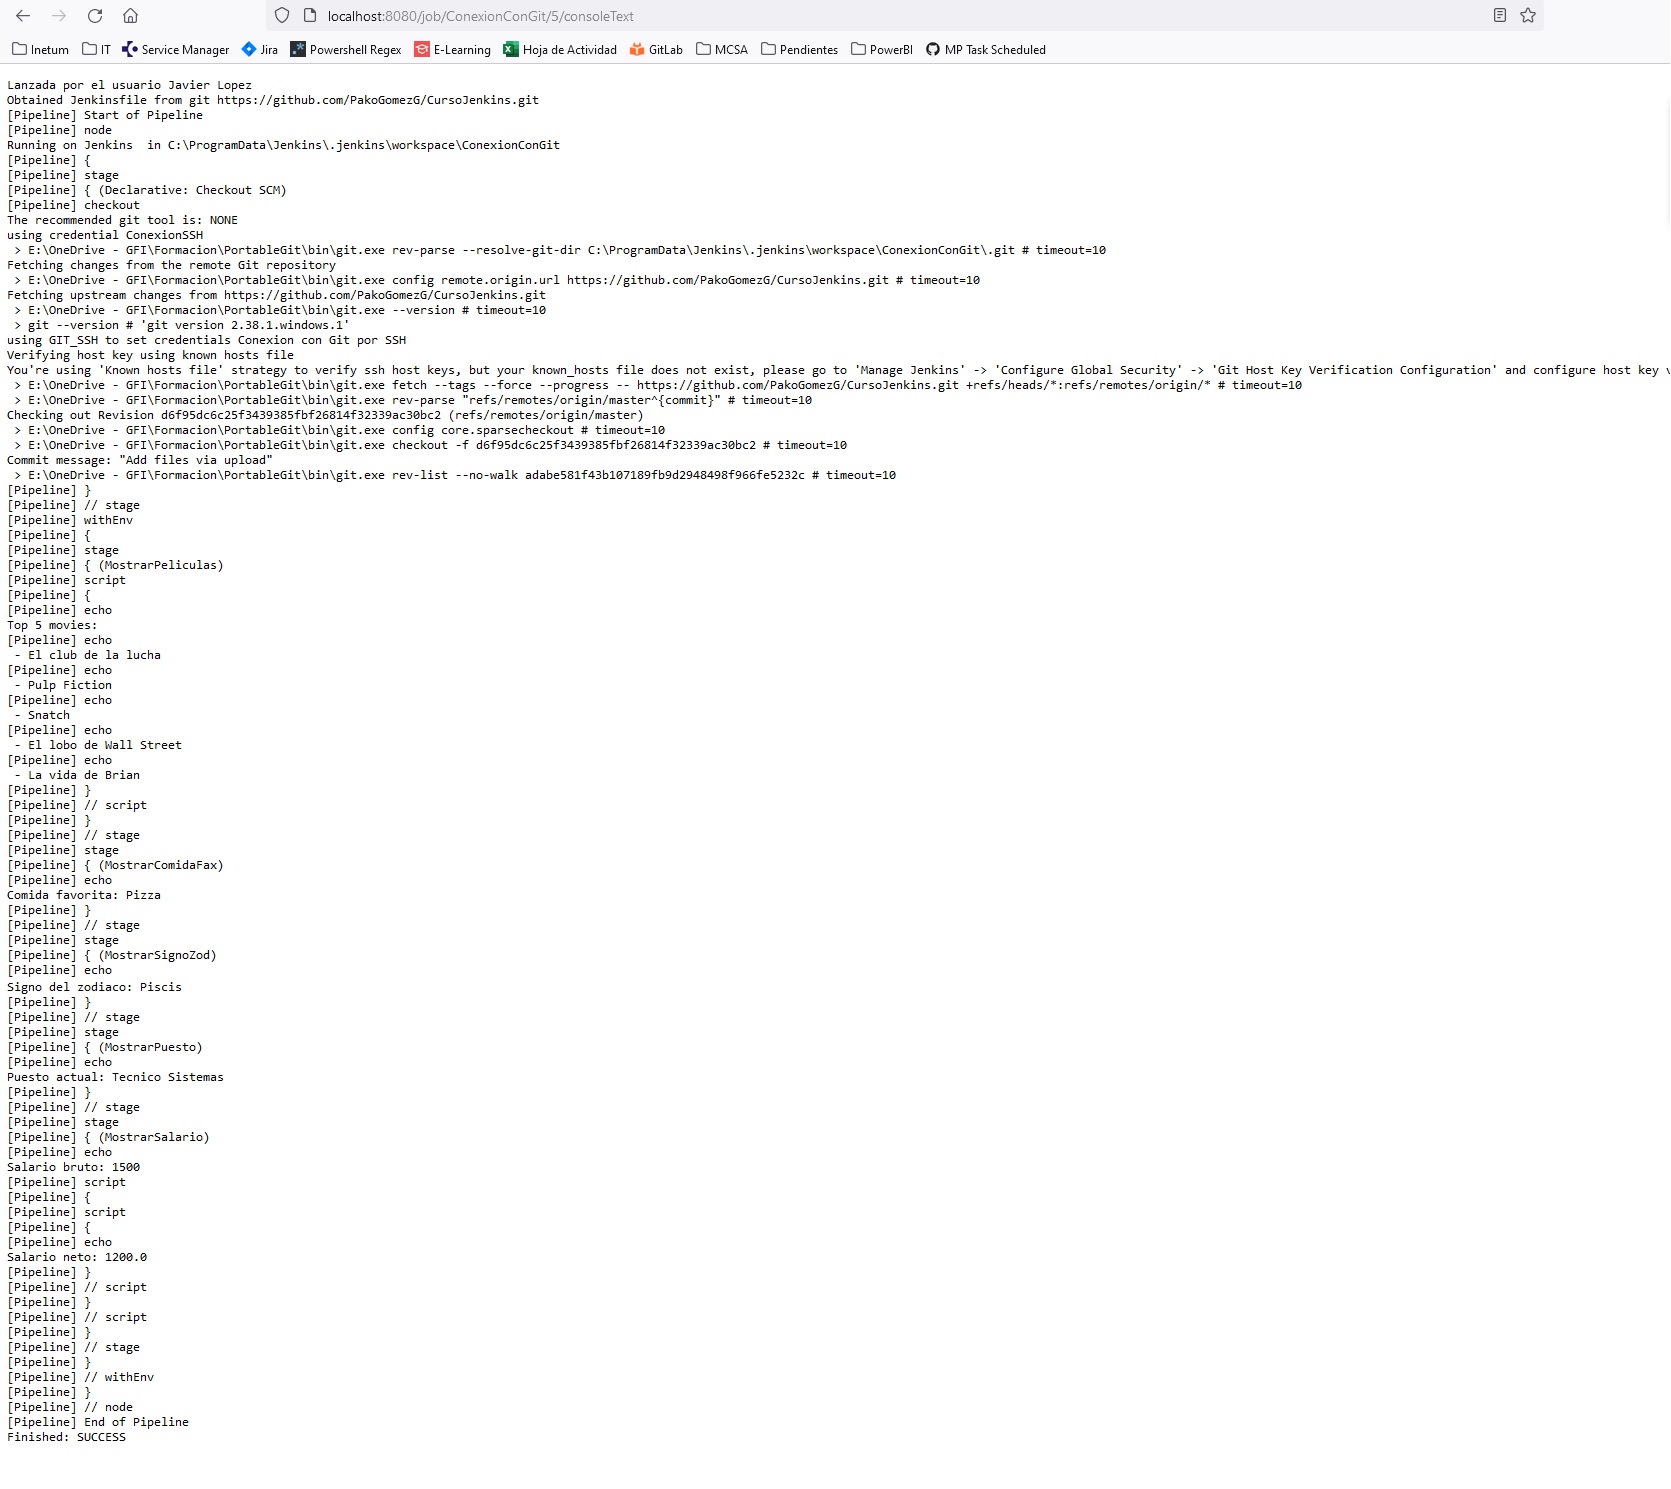 localhost:8080/job/ConexionConGit/5/consoleText
Inetum IT Service Manager Jira Powershell Regex E-Learning Hoja de Actividad GitLab MCSA Pendientes PowerBI MP Task Scheduled
Lanzada por el usuario Javier Lopez
Obtained Jenkinsfile from git https://github.com/PakoGomezG/CursoJenkins.git
[Pipeline] Start of Pipeline
[Pipeline] node
Running on Jenkins  in C:\ProgramData\Jenkins\.jenkins\workspace\ConexionConGit
[Pipeline] {
[Pipeline] stage
[Pipeline] { (Declarative: Checkout SCM)
[Pipeline] checkout
The recommended git tool is: NONE
using credential ConexionSSH
 > E:\OneDrive - GFI\Formacion\PortableGit\bin\git.exe rev-parse --resolve-git-dir C:\ProgramData\Jenkins\.jenkins\workspace\ConexionConGit\.git # timeout=10
Fetching changes from the remote Git repository
 > E:\OneDrive - GFI\Formacion\PortableGit\bin\git.exe config remote.origin.url https://github.com/PakoGomezG/CursoJenkins.git # timeout=10
Fetching upstream changes from https://github.com/PakoGomezG/CursoJenkins.git
 > E:\OneDrive - GFI\Formacion\PortableGit\bin\git.exe --version # timeout=10
 > git --version # 'git version 2.38.1.windows.1'
using GIT_SSH to set credentials Conexion con Git por SSH
Verifying host key using known hosts file
You're using 'Known hosts file' strategy to verify ssh host keys, but your known_hosts file does not exist, please go to 'Manage Jenkins' -> 'Configure Global Security' -> 'Git Host Key Verification Configuration' and configure host key
 > E:\OneDrive - GFI\Formacion\PortableGit\bin\git.exe fetch --tags --force --progress -- https://github.com/PakoGomezG/CursoJenkins.git +refs/heads/*:refs/remotes/origin/* # timeout=10
 > E:\OneDrive - GFI\Formacion\PortableGit\bin\git.exe rev-parse "refs/remotes/origin/master^{commit}" # timeout=10
Checking out Revision d6f95dc6c25f3439385fbf26814f32339ac30bc2 (refs/remotes/origin/master)
 > E:\OneDrive - GFI\Formacion\PortableGit\bin\git.exe config core.sparsecheckout # timeout=10
 > E:\OneDrive - GFI\Formacion\PortableGit\bin\git.exe checkout -f d6f95dc6c25f3439385fbf26814f32339ac30bc2 # timeout=10
Commit message: "Add files via upload"
 > E:\OneDrive - GFI\Formacion\PortableGit\bin\git.exe rev-list --no-walk adabe581f43b107189fb9d2948498f966fe5232c # timeout=10
[Pipeline] }
[Pipeline] // stage
[Pipeline] withEnv
[Pipeline] {
[Pipeline] stage
[Pipeline] { (MostrarPeliculas)
[Pipeline] script
[Pipeline] {
[Pipeline] echo
Top 5 movies:
[Pipeline] echo
 - El club de la lucha
[Pipeline] echo
 - Pulp Fiction
[Pipeline] echo
 - Snatch
[Pipeline] echo
 - El lobo de Wall Street
[Pipeline] echo
 - La vida de Brian
[Pipeline] }
[Pipeline] // script
[Pipeline] }
[Pipeline] // stage
[Pipeline] stage
[Pipeline] { (MostrarComidaFax)
[Pipeline] echo
Comida favorita: Pizza
[Pipeline] }
[Pipeline] // stage
[Pipeline] stage
[Pipeline] { (MostrarSignoZod)
[Pipeline] echo
Signo del zodiaco: Piscis
[Pipeline] }
[Pipeline] // stage
[Pipeline] stage
[Pipeline] { (MostrarPuesto)
[Pipeline] echo
Puesto actual: Tecnico Sistemas
[Pipeline] }
[Pipeline] // stage
[Pipeline] stage
[Pipeline] { (MostrarSalario)
[Pipeline] echo
Salario bruto: 1500
[Pipeline] script
[Pipeline] {
[Pipeline] script
[Pipeline] {
[Pipeline] echo
Salario neto: 1200.0
[Pipeline] }
[Pipeline] // script
[Pipeline] }
[Pipeline] // script
[Pipeline] }
[Pipeline] // stage
[Pipeline] }
[Pipeline] // withEnv
[Pipeline] }
[Pipeline] // node
[Pipeline] End of Pipeline
Finished: SUCCESS